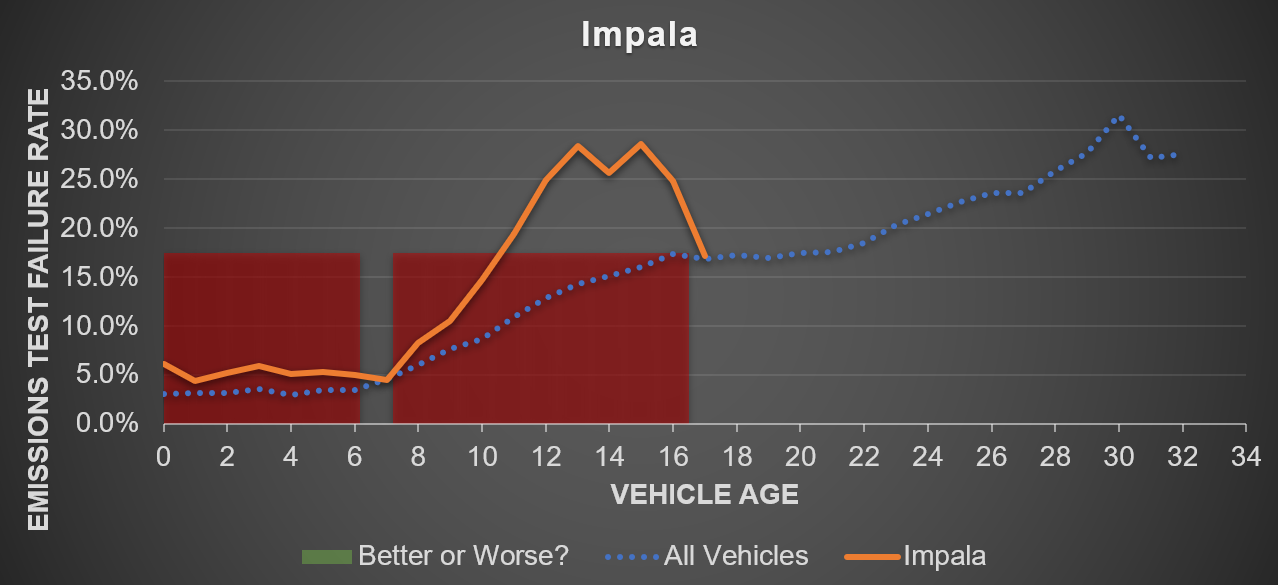 Impala
EMISSIONS TEST FAILURE RATE
35.0%
30.0%
25.0%
20.0%
15.0%
10.0%
5.0%
0.0%
0 2 4 6 8 10 12 14 16 18 20 22 24 26 28 30 32 34
VEHICLE AGE
Better or Worse? All Vehicles Impala